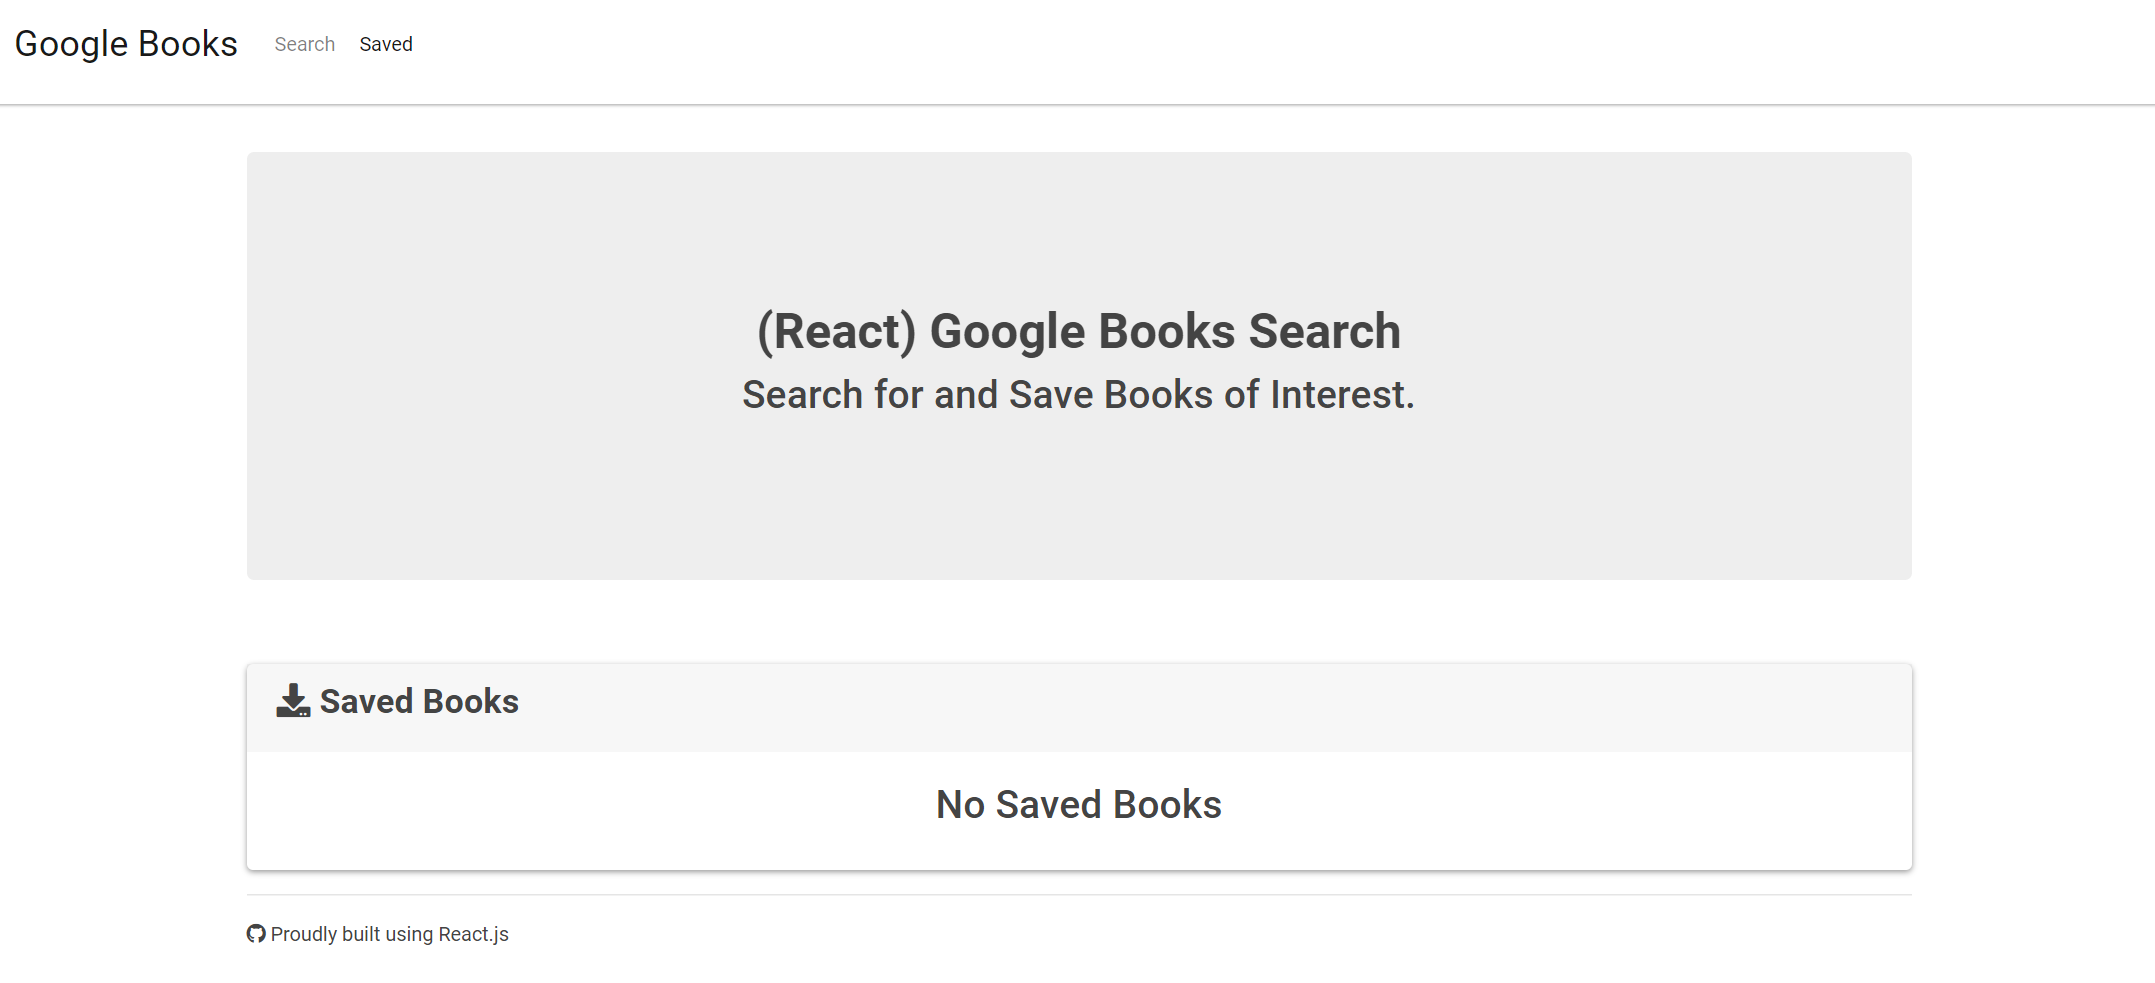 Google Books Search Saved
(React) Google Books Search
Search for and Save Books of Interest.
Saved Books
No Saved Books
Proudly built using React.js